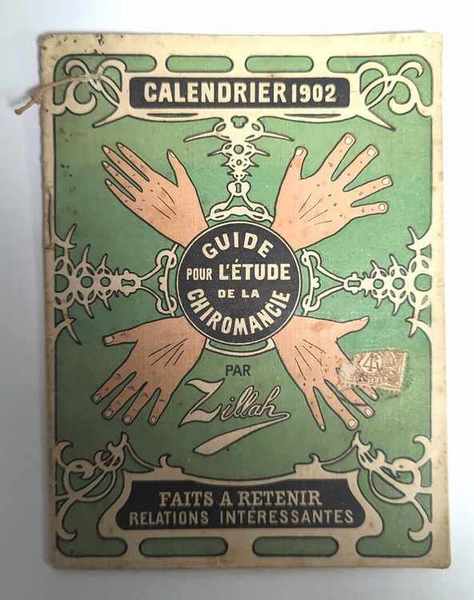 CALENDRIER 1902
GUIDE
POUR L'ÉTUDE
DE LA
CHIROMANCIE
PAR
Zillah
FAITS A RETENIR
RELATIONS INTÉRESSANTES